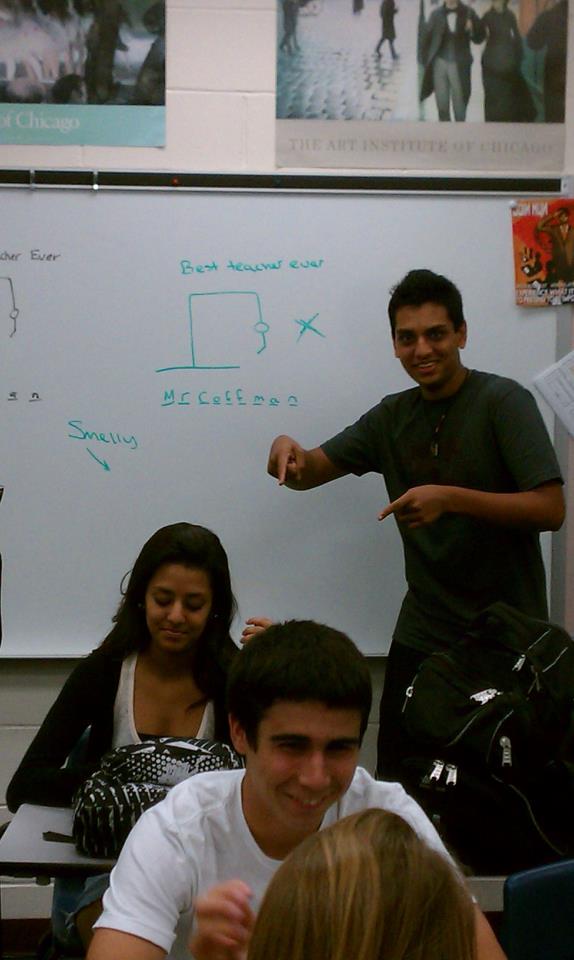 of Chicago
THE ART INSTITUTE OF CHICAGO
cher Ever
Best teacher ever
a n
Mr Coffman
Smelly